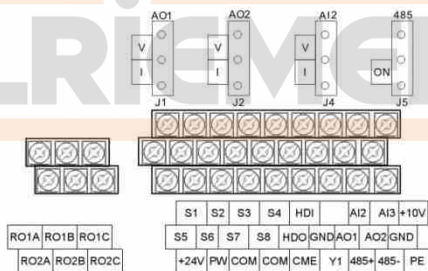 AO1 AO2 AI2 485
V V V
I I I ON
J1 J2 J4 J5
S1 S2 S3 S4 HDI AI2 AI3 +10V
RO1A RO1B RO1C S5 S6 S7 S8 HDO GND AO1 AO2 GND
RO2A RO2B RO2C +24V PW COM COM CME Y1 485+ 485- PE